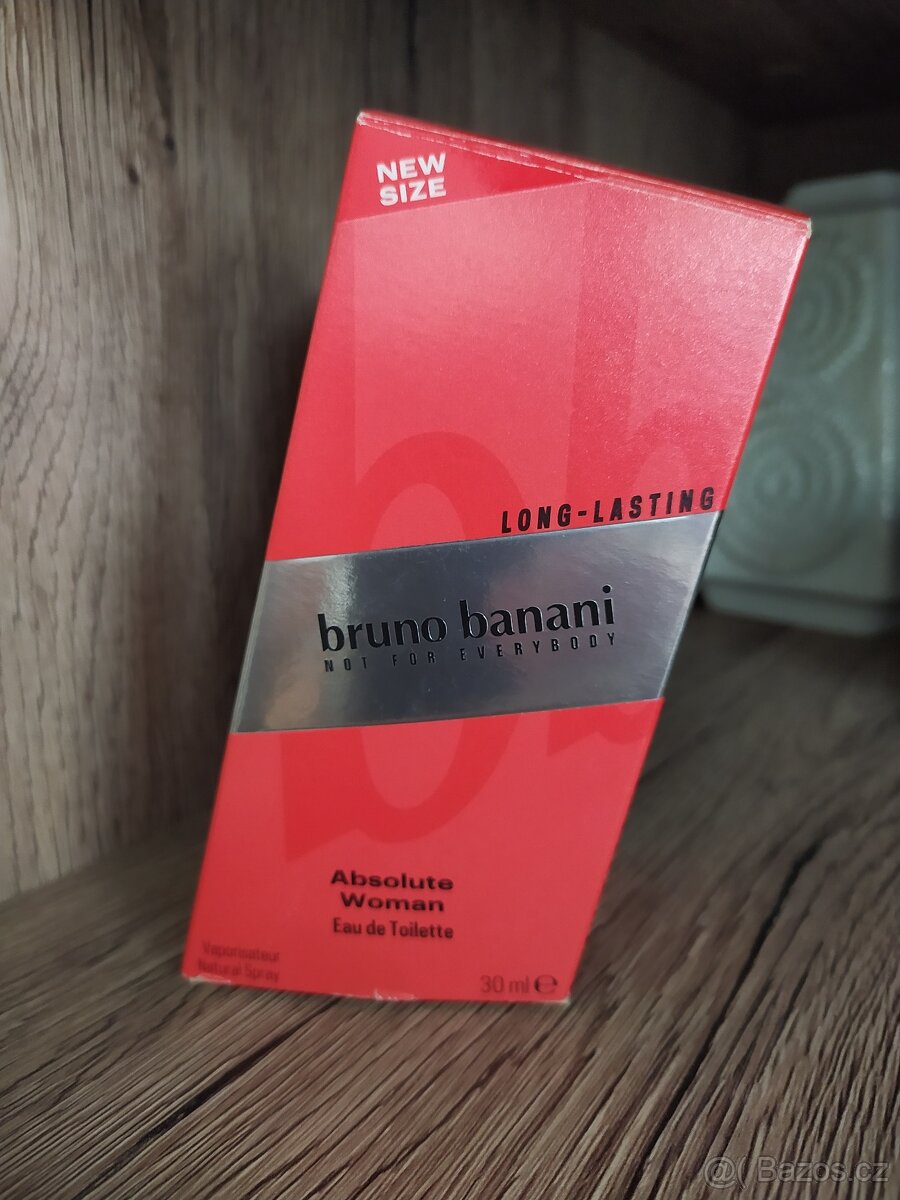 NEW
SIZE
LONG-LASTING
bruno banani
NOT FOR EVERYBODY
Absolute
Woman
Eau de Toilette
Vaporisateur
Natural Spray
30 ml ℮
@( Bazos.cz